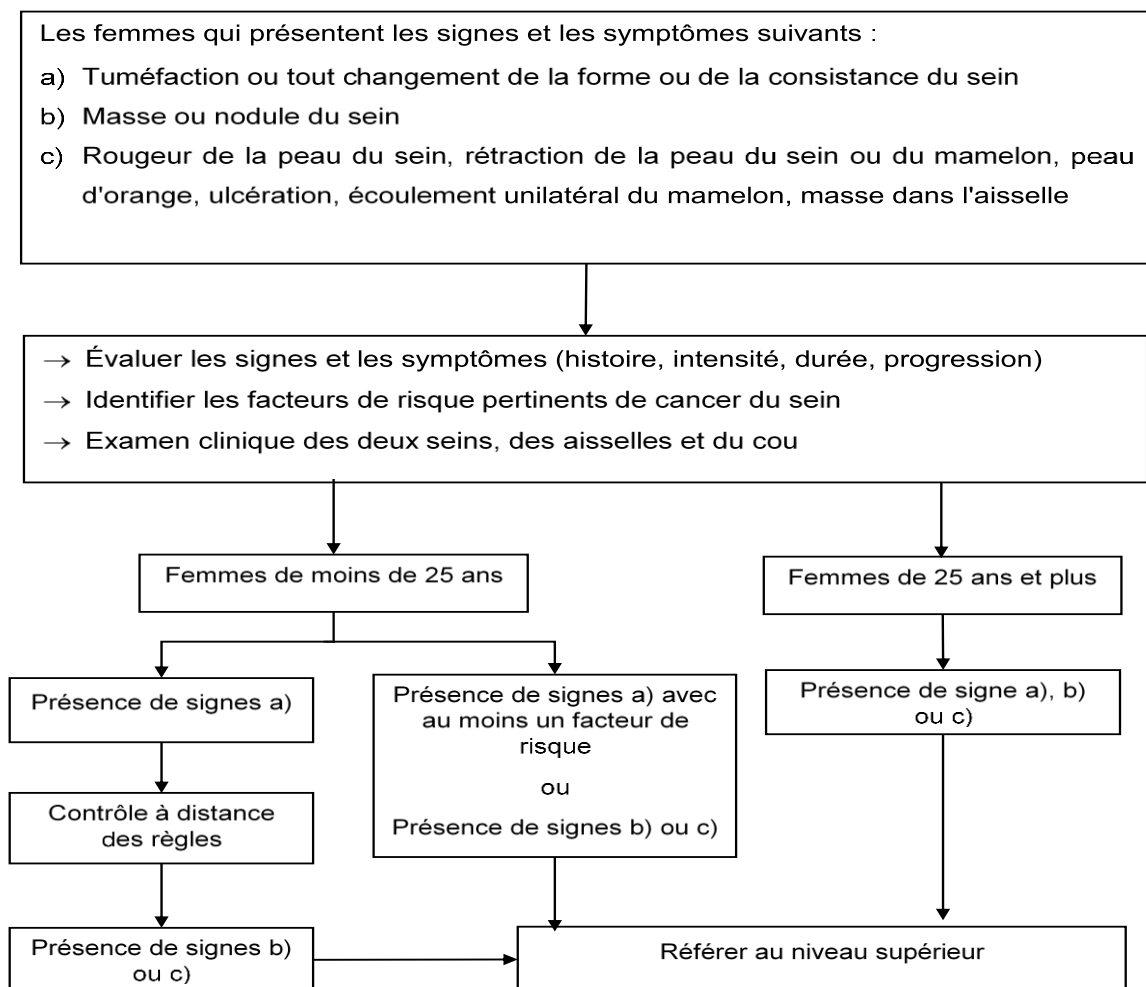 Les femmes qui présentent les signes et les symptômes suivants :
a) Tuméfaction ou tout changement de la forme ou de la consistance du sein
b) Masse ou nodule du sein
c) Rougeur de la peau du sein, rétraction de la peau du sein ou du mamelon, peau
d'orange, ulcération, écoulement unilatéral du mamelon, masse dans l'aisselle
→ Évaluer les signes et les symptômes (histoire, intensité, durée, progression)
→ Identifier les facteurs de risque pertinents de cancer du sein
→ Examen clinique des deux seins, des aisselles et du cou
Femmes de moins de 25 ans
Femmes de 25 ans et plus
Présence de signes a)
Présence de signes a) avec
au moins un facteur de
risque
ou
Présence de signes b) ou c)
Présence de signe a), b)
ou c)
Contrôle à distance
des règles
Présence de signes b)
ou c)
Référer au niveau supérieur